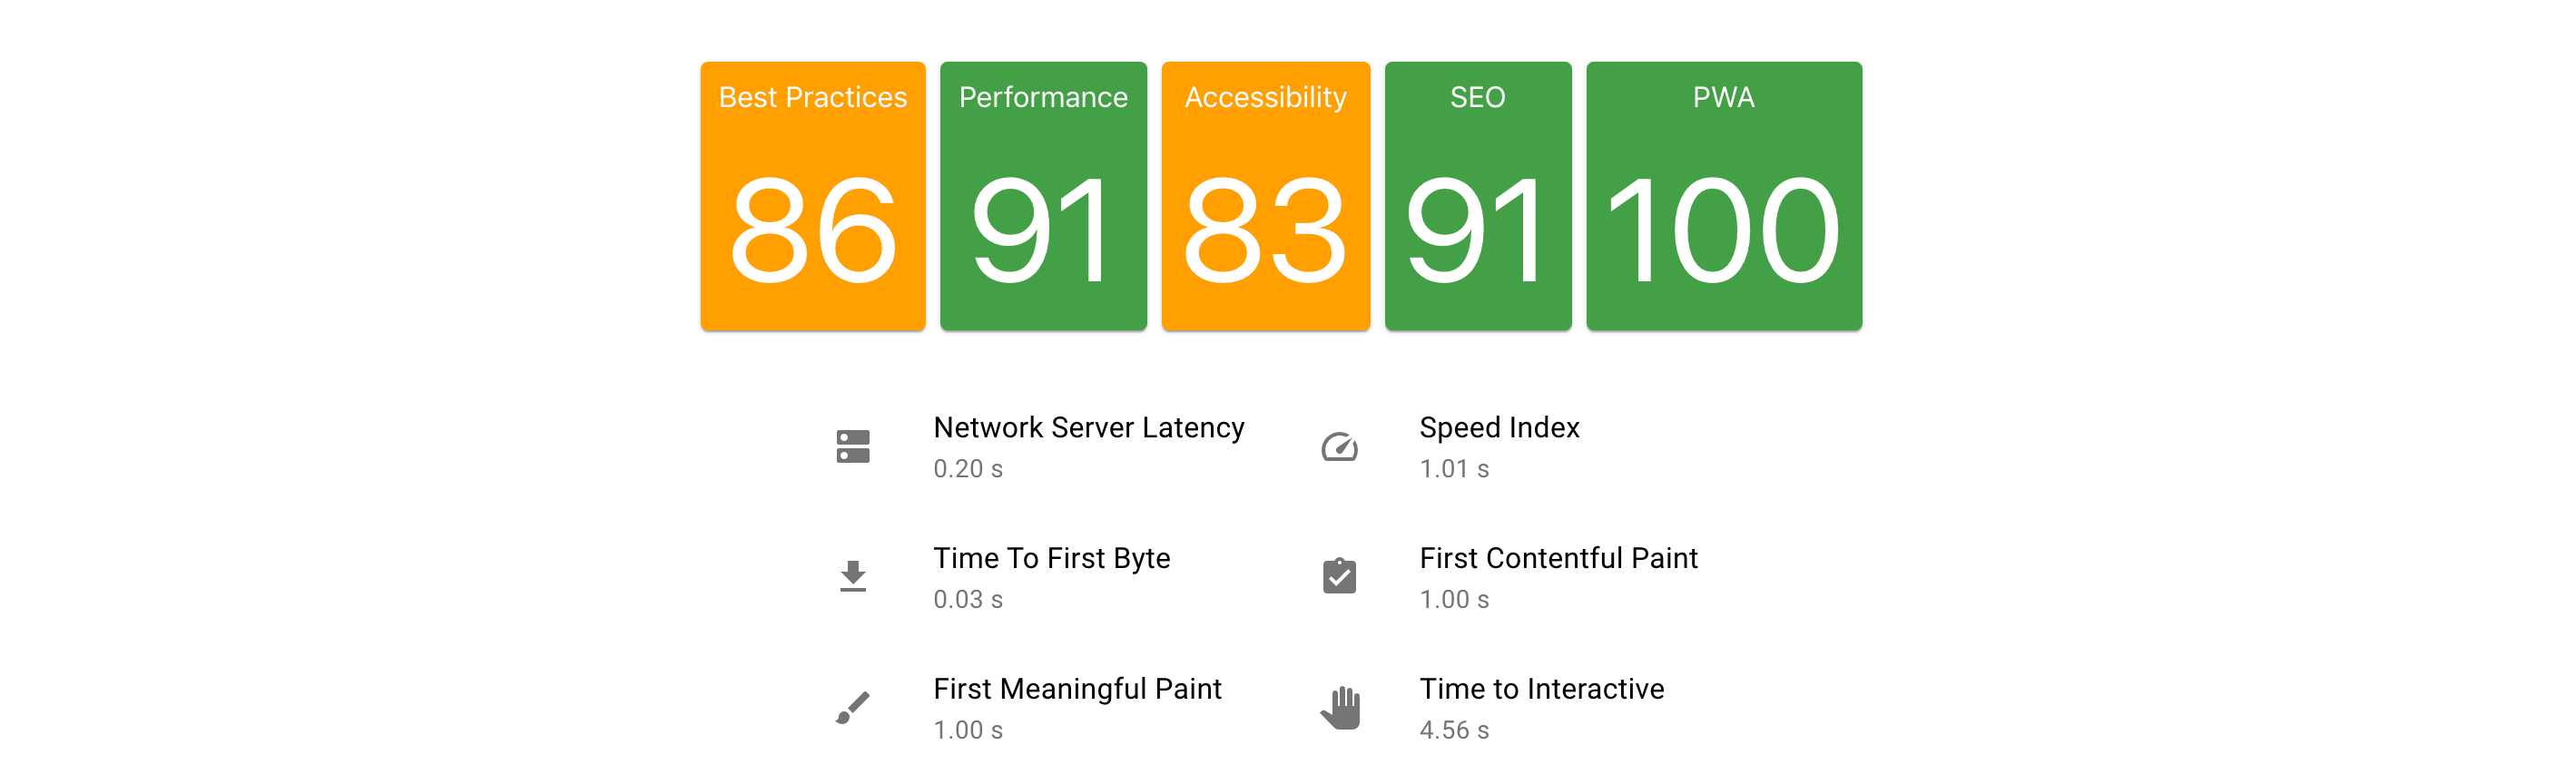 Best Practices
86
Performance
91
Accessibility
83
SEO
91
PWA
100
Network Server Latency
0.20 s
Speed Index
1.01 s
Time To First Byte
0.03 s
First Contentful Paint
1.00 s
First Meaningful Paint
1.00 s
Time to Interactive
4.56 s